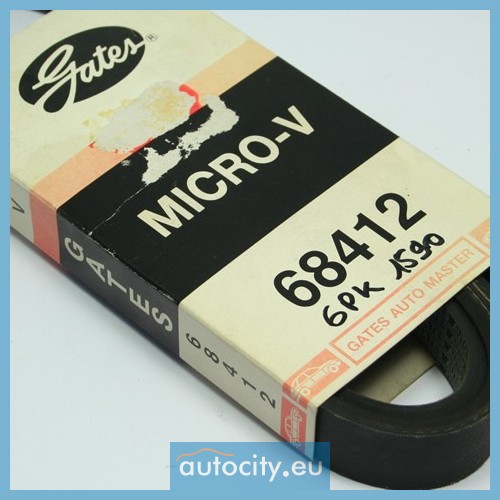 Gates®
MICRO-V
68412
6PK 1590
GATES AUTO MASTER
V
GATES
68412
autocity.eu